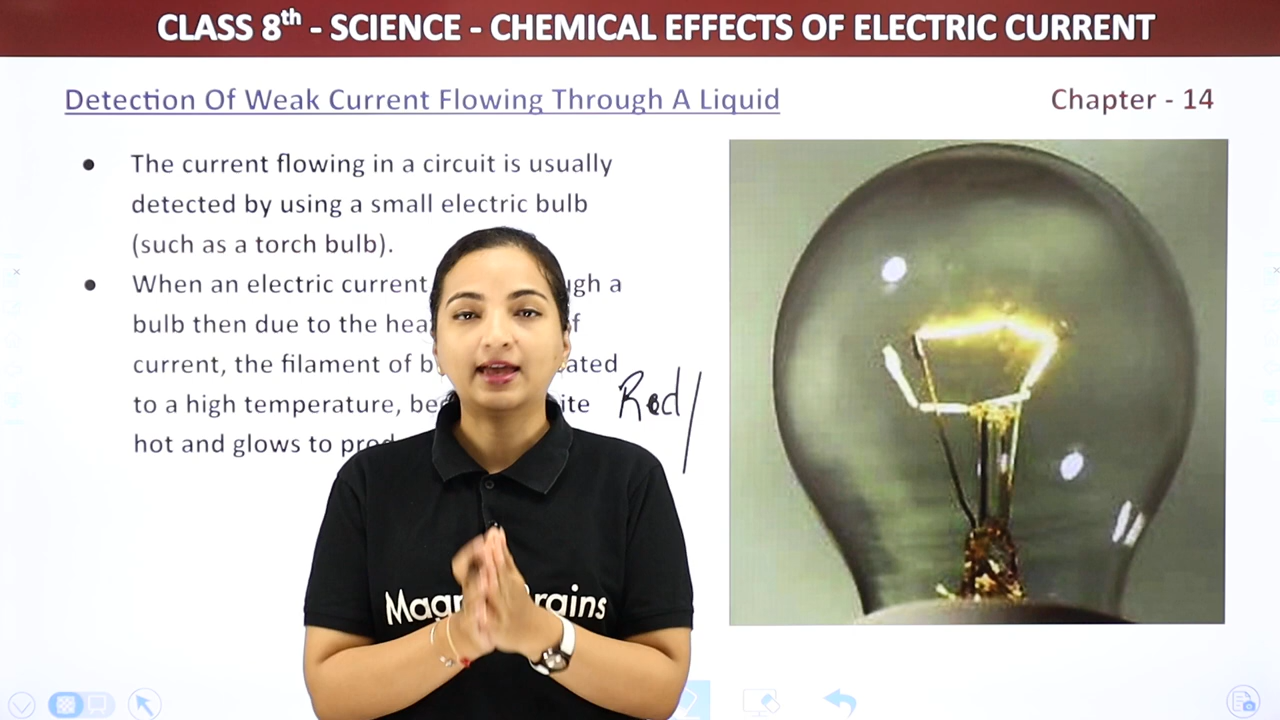 CLASS 8th - SCIENCE - CHEMICAL EFFECTS OF ELECTRIC CURRENT
Detection Of Weak Current Flowing Through A Liquid
Chapter - 14
● The current flowing in a circuit is usually
detected by using a small electric bulb
(such as a torch bulb).
● When an electric current a
bulb then due to the
current, the filament of
to a high temperature,
hot and glows to
Red/